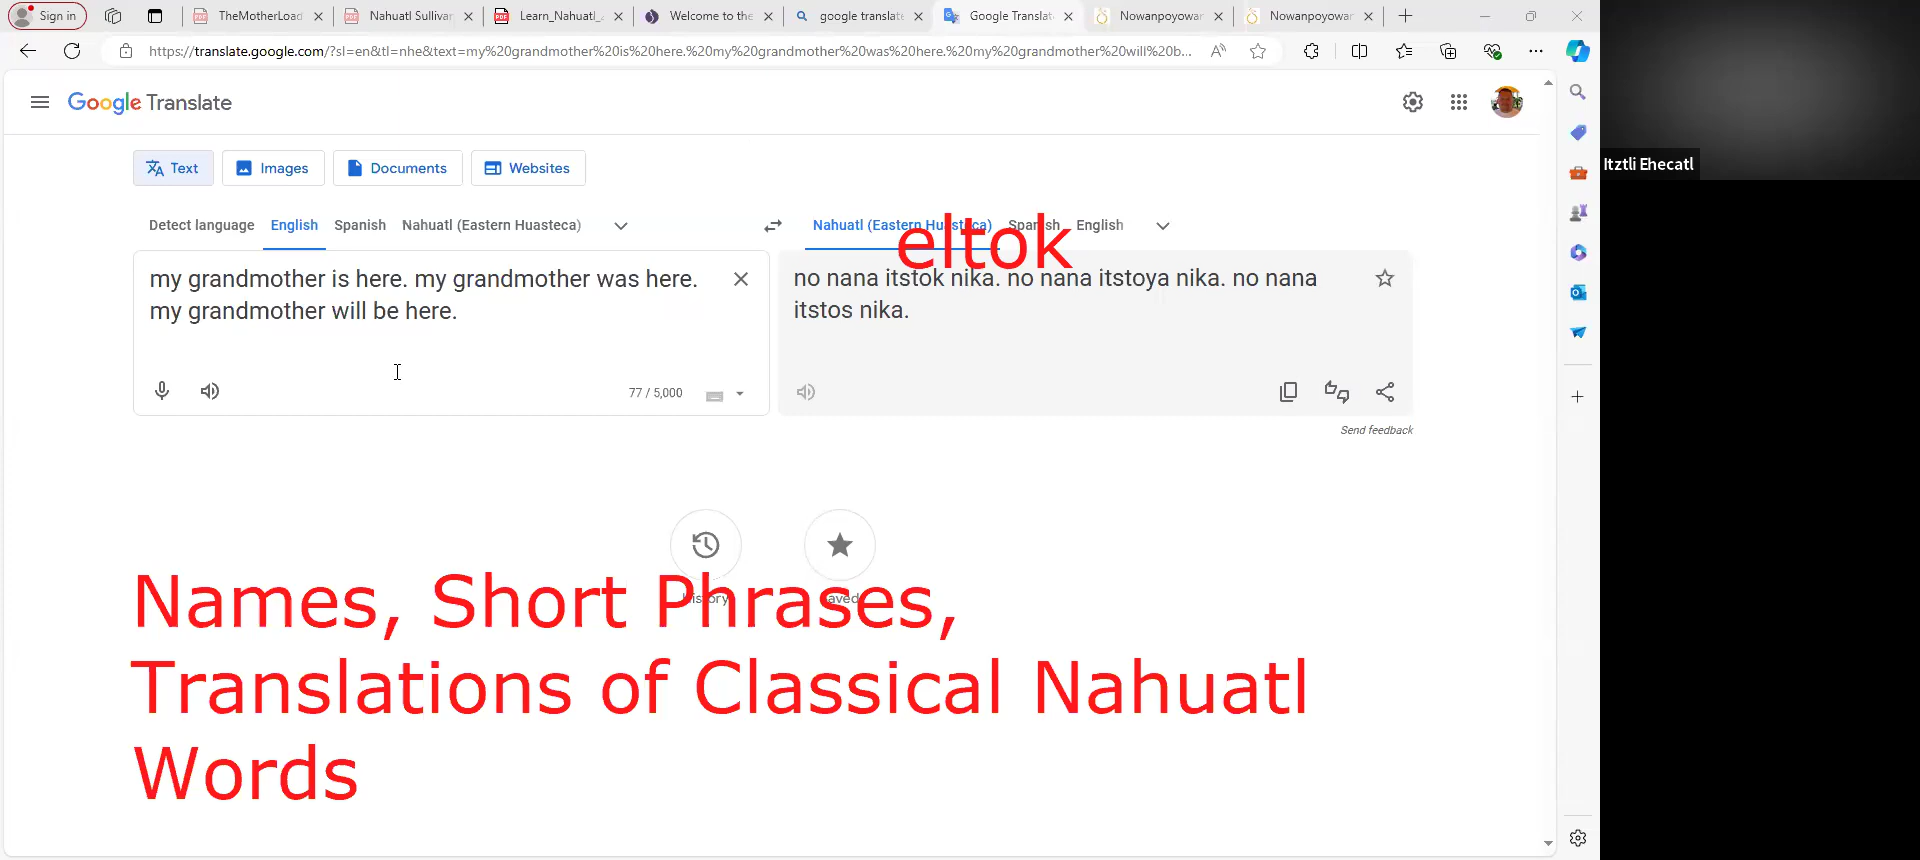 Sign in
TheMotherLoad
Nahuatl Sullivan
Learn_Nahuatl_
Welcome to the
google translate
Google Translate
Nowanpoyowan
Nowanpoyowan
https://translate.google.com/?sl=en&tl=nhe&text=my%20grandmother%20is%20here.%20my%20grandmother%20was%20here.%20my%20grandmother%20will%20b...
Google Translate
Itztli Ehecatl
Text Images Documents Websites
Detect language English Spanish Nahuatl (Eastern Huasteca)
Nahuatl (Eastern Huasteca) Spanish English
eltok
my grandmother is here. my grandmother was here.
my grandmother will be here.
no nana itstok nika. no nana itstoya nika. no nana
itstos nika.
77 / 5,000
Send feedback
History Saved
Names, Short Phrases,
Translations of Classical Nahuatl
Words